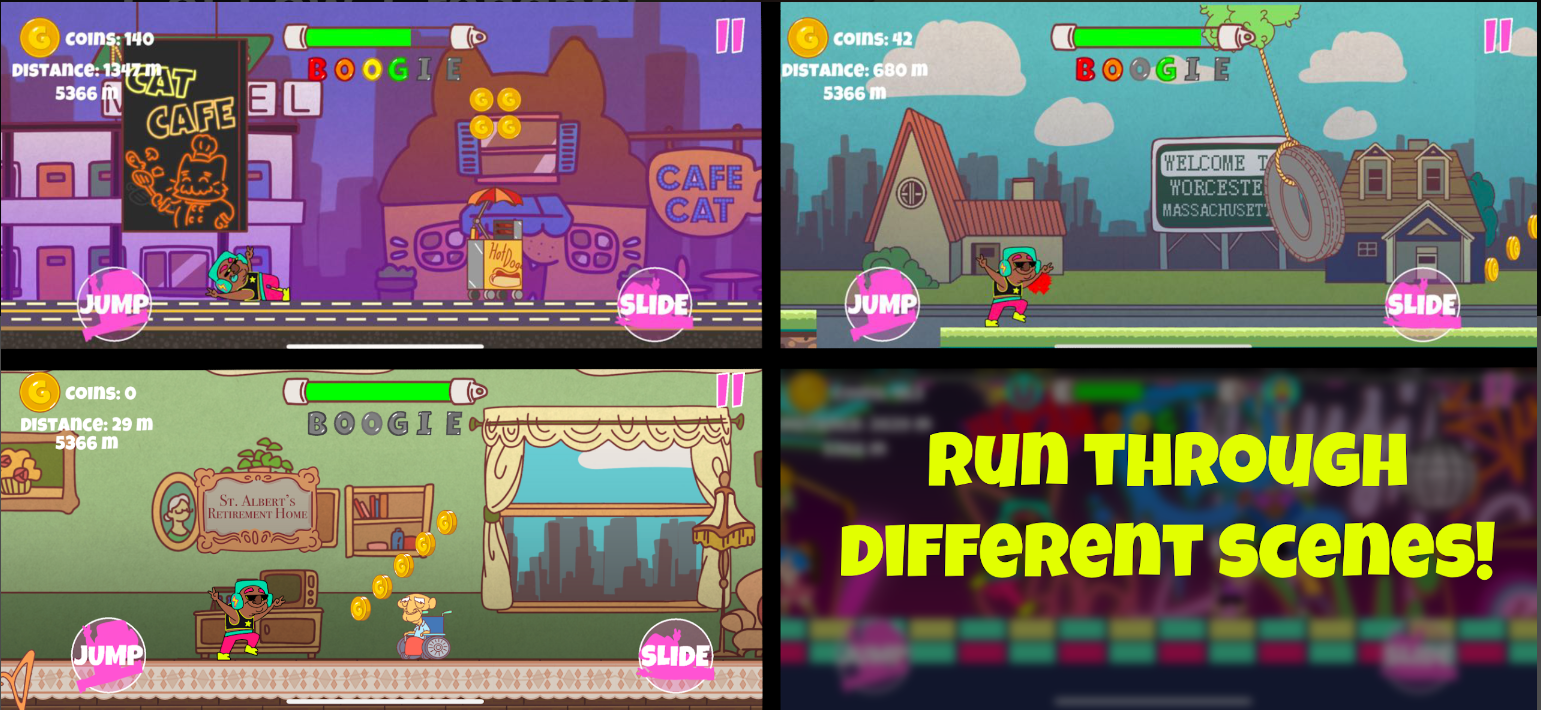 COINS: 140
DISTANCE: 1347 m
5366 m
BOOGIE
CAT
CAFE
EL
CAFE
CAT
Hot Dog
JUMP
SLIDE
COINS: 42
DISTANCE: 680 m
5366 m
BOOGIE
WELCOME T
WORCESTE
MASSACHUSETT
JUMP
SLIDE
COINS: 0
DISTANCE: 29 m
5366 m
BOOGIE
ST. ALBERT'S
RETIREMENT HOME
JUMP
SLIDE
RUN THROUGH
DIFFERENT SCENES!